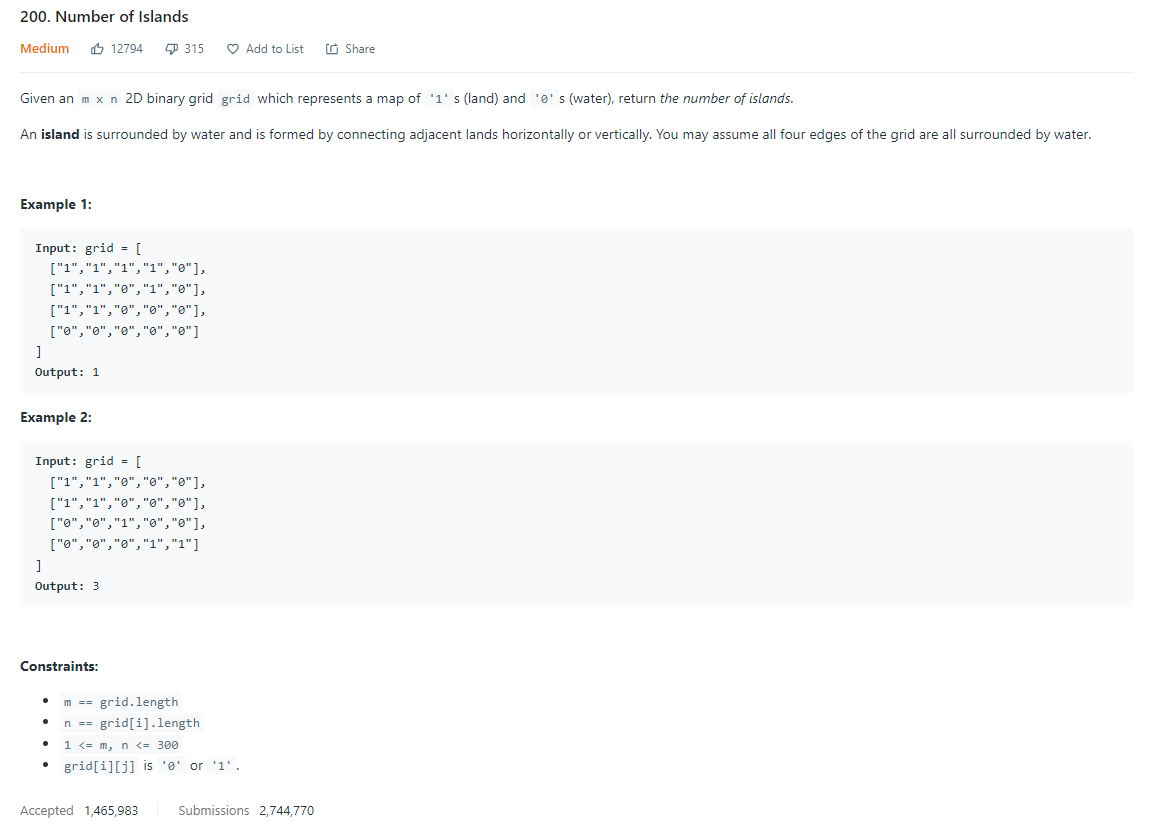 200. Number of Islands
Medium 12794 315 Add to List Share
Given an m x n 2D binary grid grid which represents a map of '1' s (land) and '0' s (water), return the number of islands.
An island is surrounded by water and is formed by connecting adjacent lands horizontally or vertically. You may assume all four edges of the grid are all surrounded by water.
Example 1:
Input: grid = [
["1","1","1","1","0"],
["1","1","0","1","0"],
["1","1","0","0","0"],
["0","0","0","0","0"]
]
Output: 1
Example 2:
Input: grid = [
["1","1","0","0","0"],
["1","1","0","0","0"],
["0","0","1","0","0"],
["0","0","0","1","1"]
]
Output: 3
Constraints:
• m == grid.length
• n == grid[i].length
• 1 <= m, n <= 300
• grid[i][j] is '0' or '1'.
Accepted 1,465,983 Submissions 2,744,770